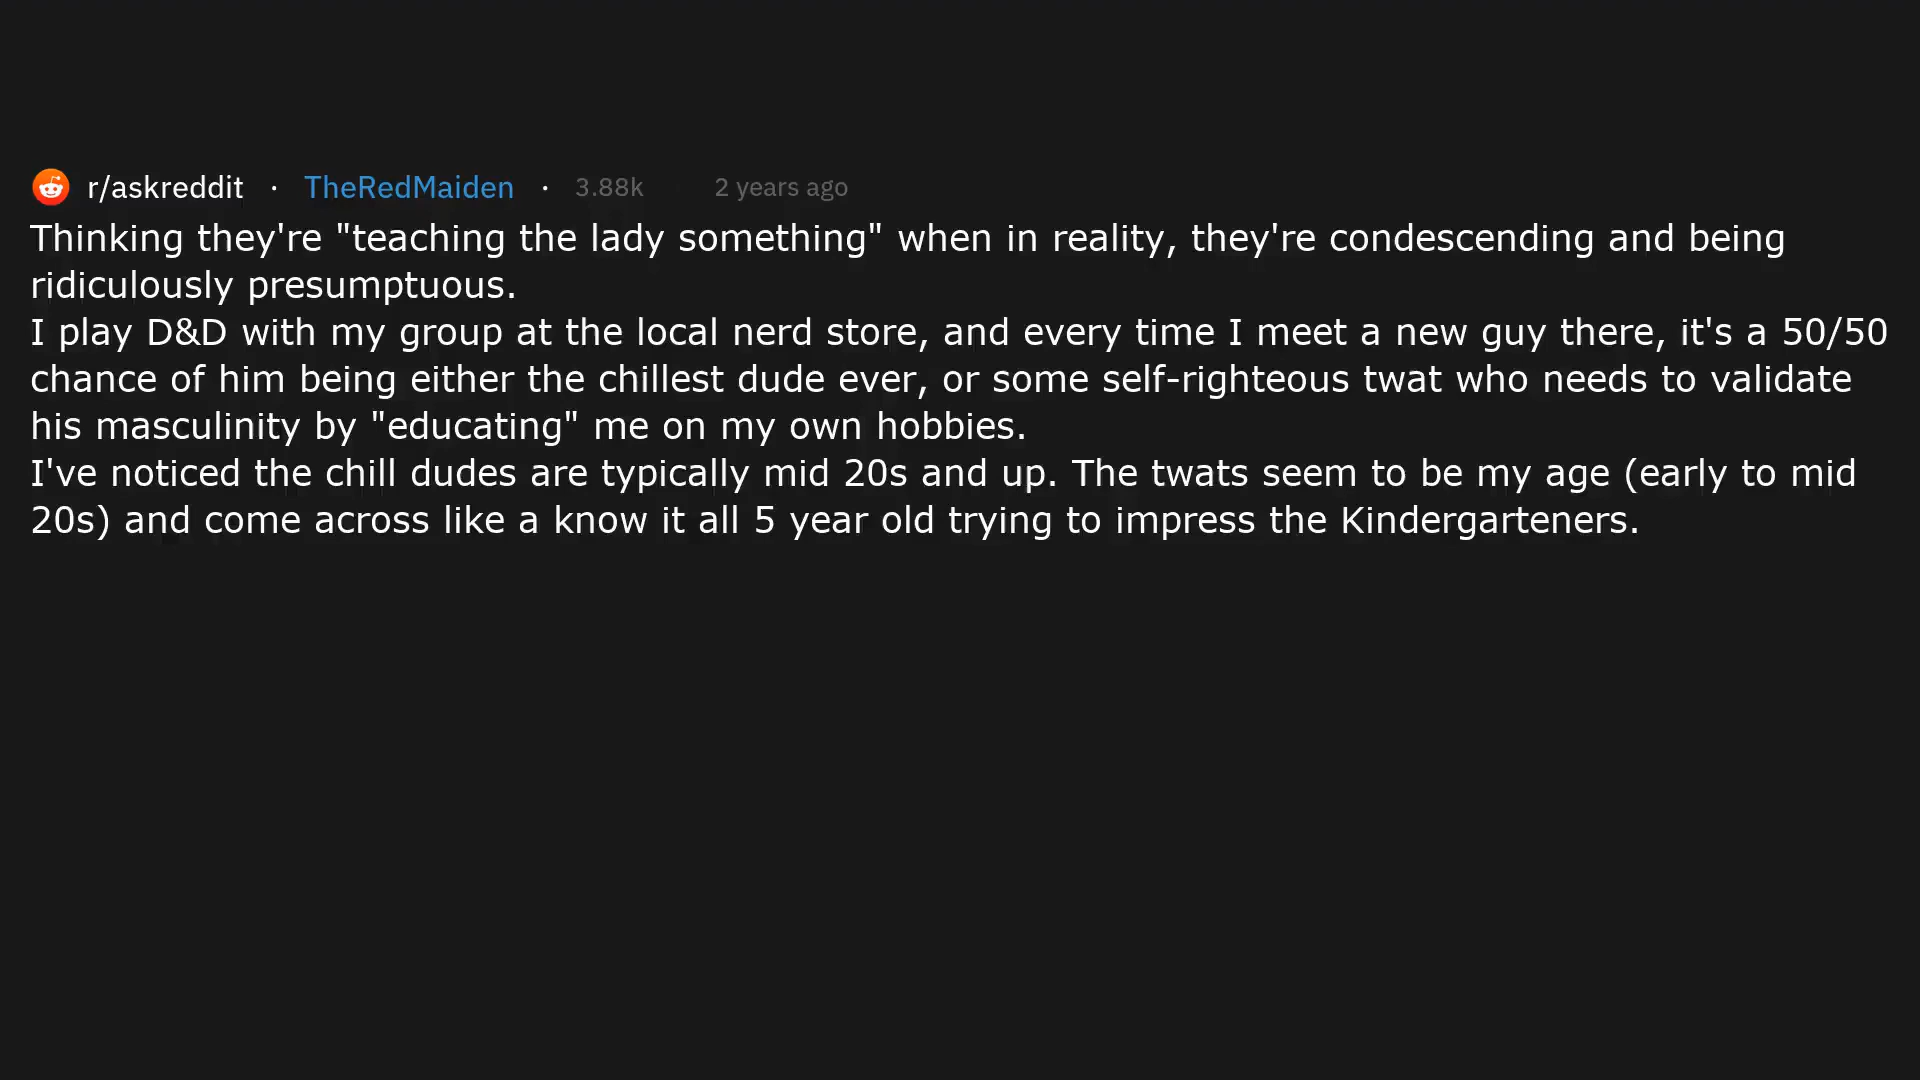 r/askreddit · TheRedMaiden · 3.88k 2 years ago
Thinking they're "teaching the lady something" when in reality, they're condescending and being
ridiculously presumptuous.
I play D&D with my group at the local nerd store, and every time I meet a new guy there, it's a 50/50
chance of him being either the chillest dude ever, or some self-righteous twat who needs to validate
his masculinity by "educating" me on my own hobbies.
I've noticed the chill dudes are typically mid 20s and up. The twats seem to be my age (early to mid
20s) and come across like a know it all 5 year old trying to impress the Kindergarteners.